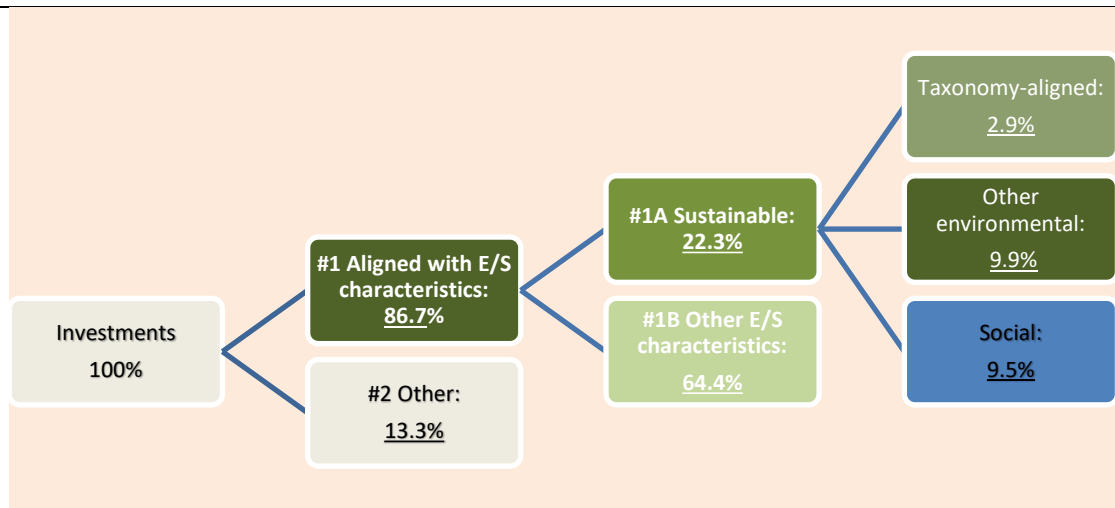 Investments
100%
#1 Aligned with E/S
characteristics:
86.7%
#2 Other:
13.3%
#1A Sustainable:
22.3%
#1B Other E/S
characteristics:
64.4%
Taxonomy-aligned:
2.9%
Other
environmental:
9.9%
Social:
9.5%